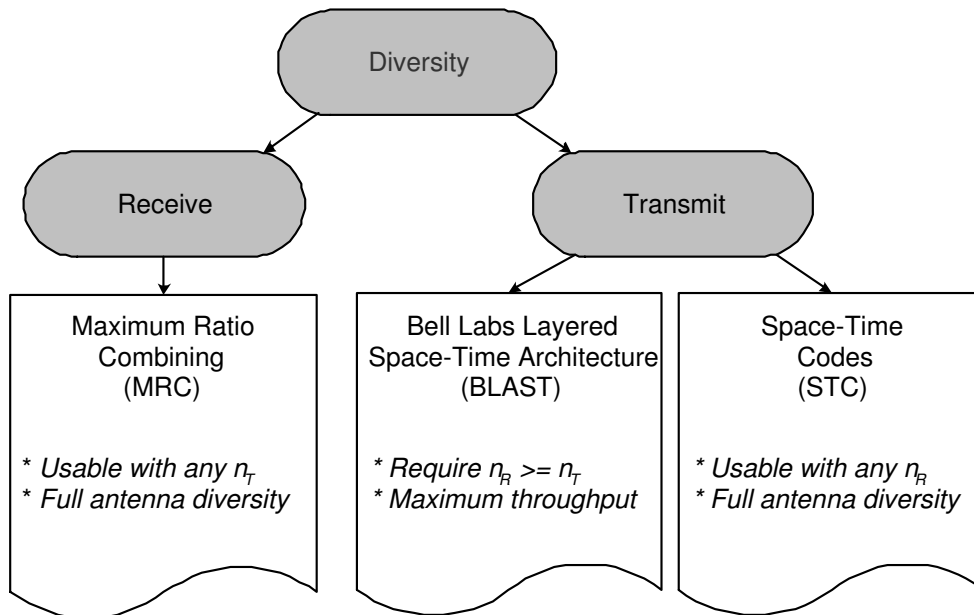 Diversity
Receive
Transmit
Maximum Ratio
Combining
(MRC)
* Usable with any n_T
* Full antenna diversity
Bell Labs Layered
Space-Time Architecture
(BLAST)
* Require n_R >= n_T
* Maximum throughput
Space-Time
Codes
(STC)
* Usable with any n_R
* Full antenna diversity